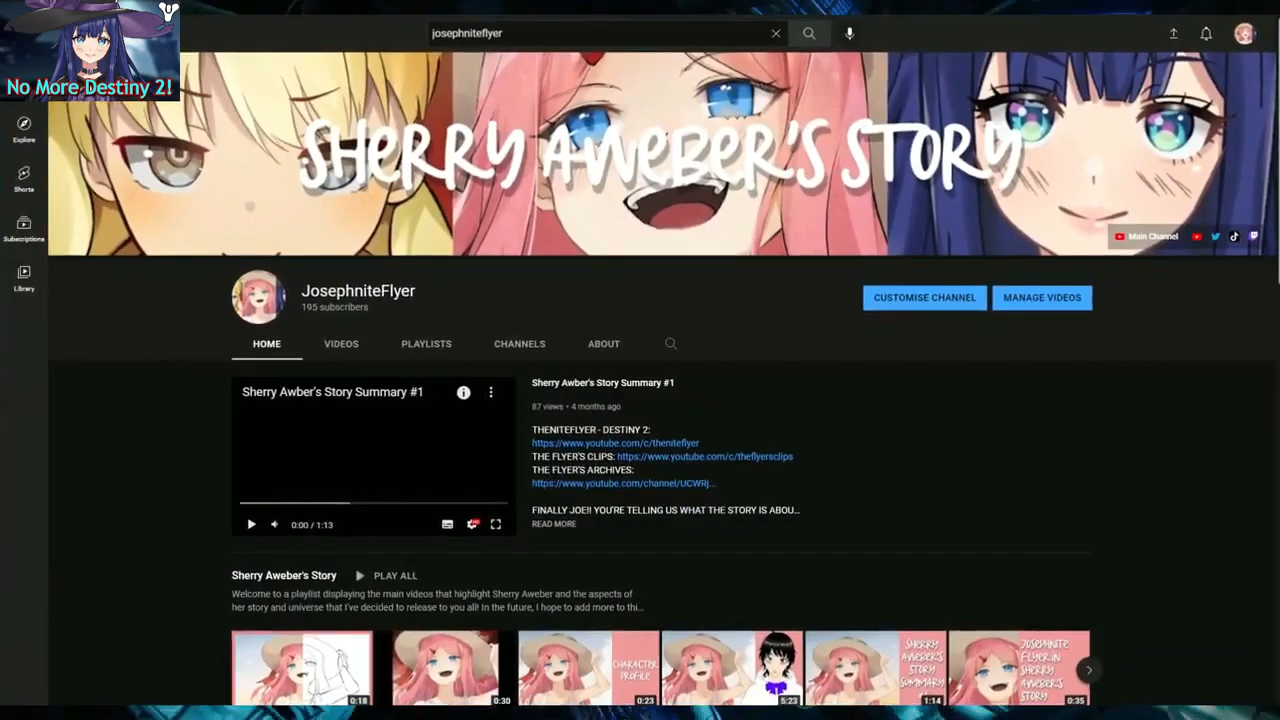 No More Destiny 2!
josephniteflyer
Explore
Shorts
Subscriptions
Library
SHERRY AWEBER'S STORY
Main Channel
JosephniteFlyer
195 subscribers
CUSTOMISE CHANNEL
MANAGE VIDEOS
HOME
VIDEOS
PLAYLISTS
CHANNELS
ABOUT
Sherry Awber's Story Summary #1
0:00 / 1:13
Sherry Awber's Story Summary #1
87 views • 4 months ago
THENITEFLYER - DESTINY 2:
https://www.youtube.com/c/theniteflyer
THE FLYER'S CLIPS: https://www.youtube.com/c/theflyersclips
THE FLYER'S ARCHIVES:
https://www.youtube.com/channel/UCWRj...
FINALLY JOE!! YOU'RE TELLING US WHAT THE STORY IS ABOU...
READ MORE
Sherry Aweber's Story
PLAY ALL
Welcome to a playlist displaying the main videos that highlight Sherry Aweber and the aspects of
her story and universe that I've decided to release to you all! In the future, I hope to add more to thi...
0:18
0:30
CHARACTER
PROFILE
0:23
5:23
SHERRY
AWEBER'S
STORY
SUMMARY
1:14
JOSEPHNITE
FLYER IN
SHERRY
AWEBER'S
STORY
0:35